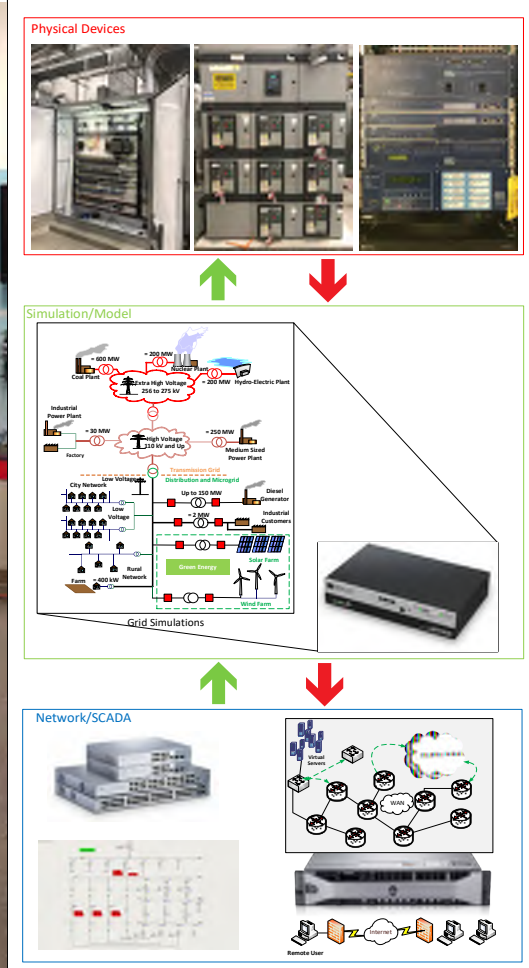 Physical Devices
Simulation/Model
= 600 MW
Coal Plant
= 200 MW
Nuclear Plant
Extra High Voltage
256 to 275 kV
= 200 MW
Hydro-Electric Plant
Industrial
Power Plant
= 30 MW
Factory
High Voltage
110 kV and Up
= 250 MW
Medium Sized
Power Plant
Transmission Grid
Low Voltage
Distribution and Microgrid
City Network
Low
Voltage
Up to 150 MW
Diesel
Generator
= 2 MW
Industrial
Customers
Solar Farm
Green Energy
Rural
Network
Farm
= 400 kW
Wind Farm
Grid Simulations
Network/SCADA
Virtual
Servers
WAN
Internet
Remote User